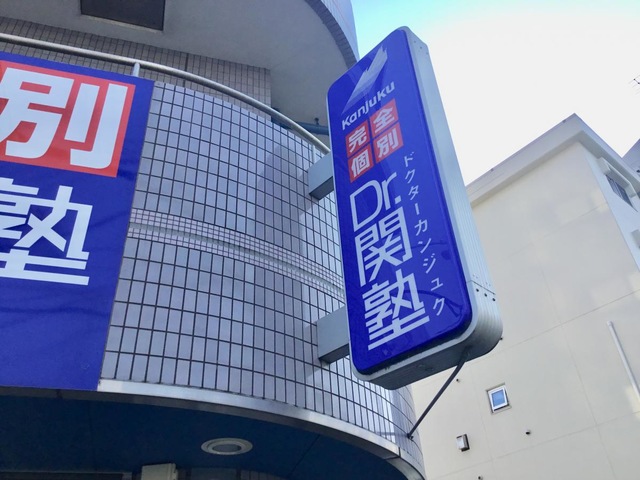 別
塾
Kanjuku
完全
個別
Dr.関塾
ドクターカンジュク